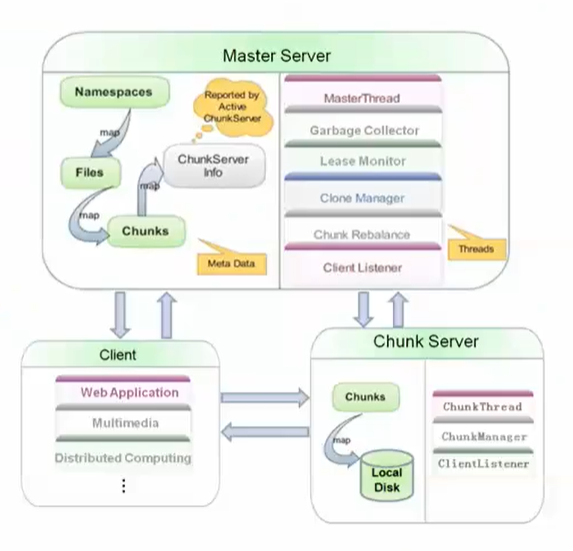 Master Server
Namespaces
map
Files
map
Chunks
map
ChunkServer
Info
Reported by
Active
ChunkServer
Meta Data
MasterThread
Garbage Collector
Lease Monitor
Clone Manager
Chunk Rebalance
Client Listener
Threads
Client
Web Application
Multimedia
Distributed Computing
⋮
Chunk Server
Chunks
map
Local
Disk
ChunkThread
ChunkManager
ClientListener